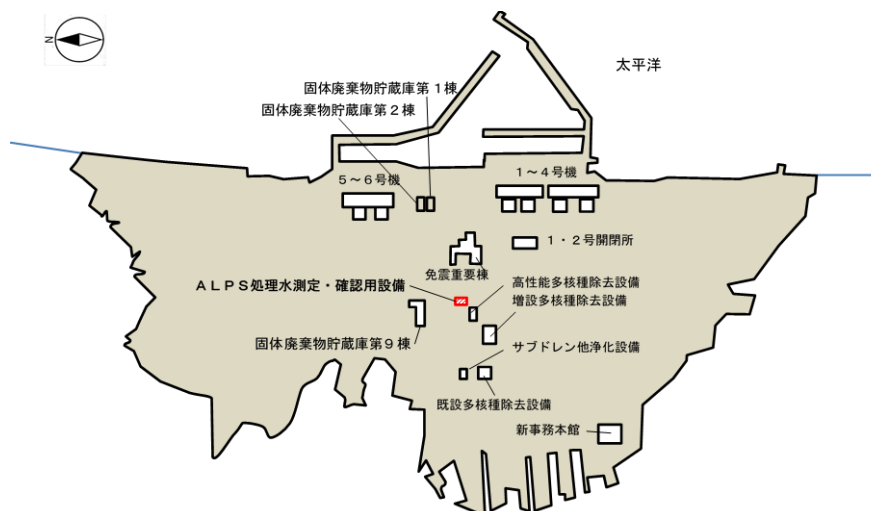 N
太平洋
固体廃棄物貯蔵庫第１棟
固体廃棄物貯蔵庫第２棟
５～６号機
１～４号機
１・２号開閉所
免震重要棟
ＡＬＰＳ処理水測定・確認用設備
高性能多核種除去設備
増設多核種除去設備
固体廃棄物貯蔵庫第９棟
サブドレン他浄化設備
既設多核種除去設備
新事務本館